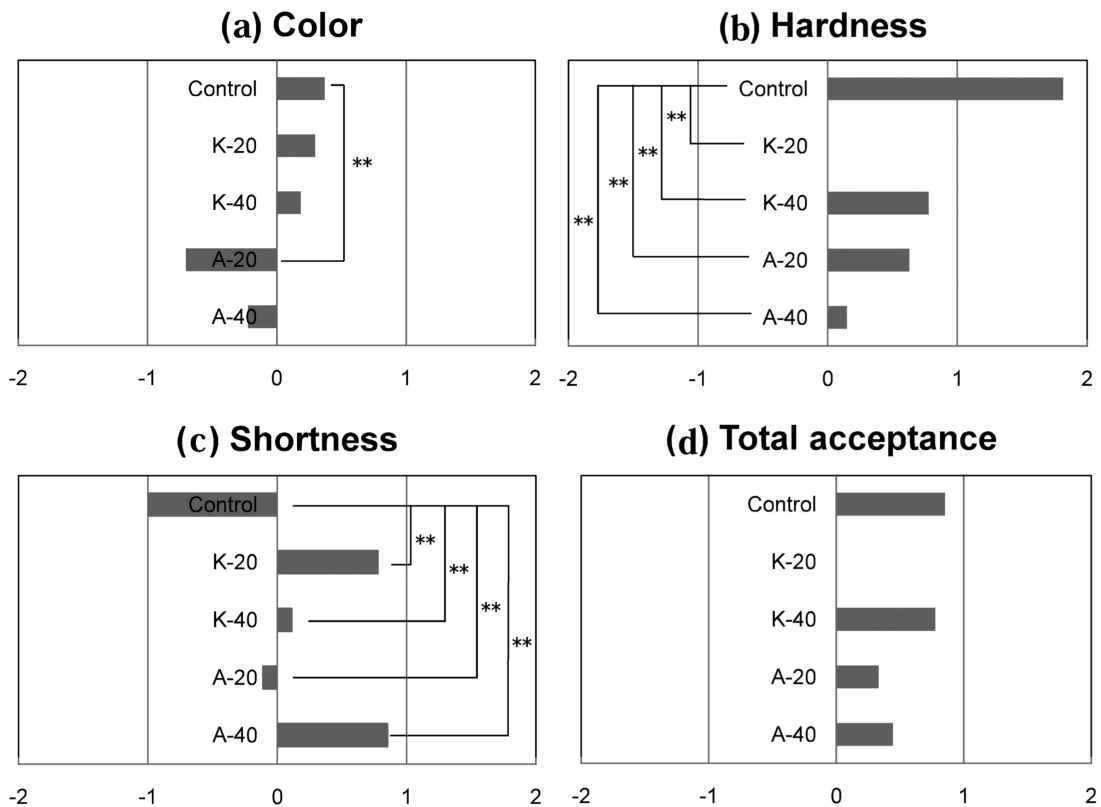 (a) Color
Control
K-20
K-40
A-20
A-40
**
-2 -1 0 1 2
(b) Hardness
Control
K-20
K-40
A-20
A-40
**
**
**
**
-2 -1 0 1 2
(c) Shortness
Control
K-20
K-40
A-20
A-40
**
**
**
**
-2 -1 0 1 2
(d) Total acceptance
Control
K-20
K-40
A-20
A-40
-2 -1 0 1 2